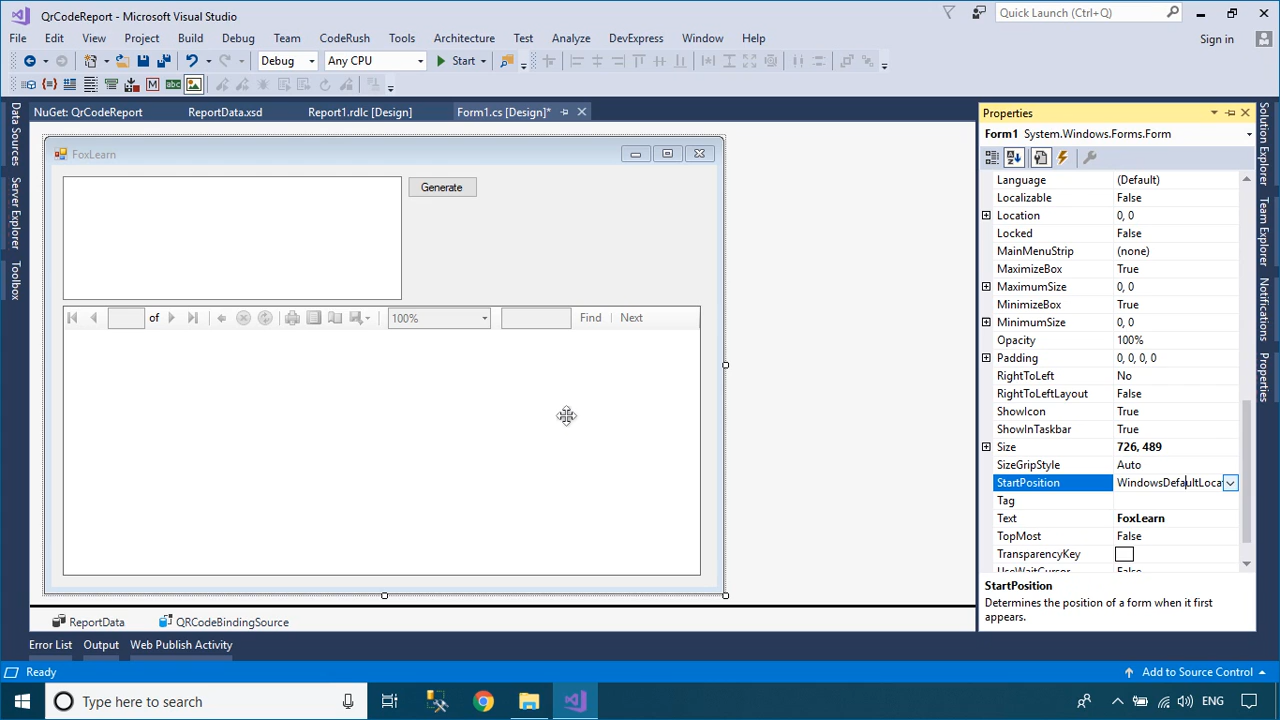 QrCodeReport - Microsoft Visual Studio
Quick Launch (Ctrl+Q)
File Edit View Project Build Debug Team CodeRush Tools Architecture Test Analyze DevExpress Window Help
Sign in
Debug Any CPU Start
M abc
NuGet: QrCodeReport ReportData.xsd Report1.rdlc [Design] Form1.cs [Design]*
Data Sources
Server Explorer
Toolbox
FoxLearn
Generate
of 100% Find Next
Properties
Form1 System.Windows.Forms.Form
Language (Default)
Localizable False
Location 0, 0
Locked False
MainMenuStrip (none)
MaximizeBox True
MaximumSize 0, 0
MinimizeBox True
MinimumSize 0, 0
Opacity 100%
Padding 0, 0, 0, 0
RightToLeft No
RightToLeftLayout False
ShowIcon True
ShowInTaskbar True
Size 726, 489
SizeGripStyle Auto
StartPosition WindowsDefaultLocat
Tag
Text FoxLearn
TopMost False
TransparencyKey
UseWaitCursor False
StartPosition
Determines the position of a form when it first
appears.
Solution Explorer
Team Explorer
Notifications
Properties
ReportData QRCodeBindingSource
Error List Output Web Publish Activity
Ready
Add to Source Control
Type here to search
ENG